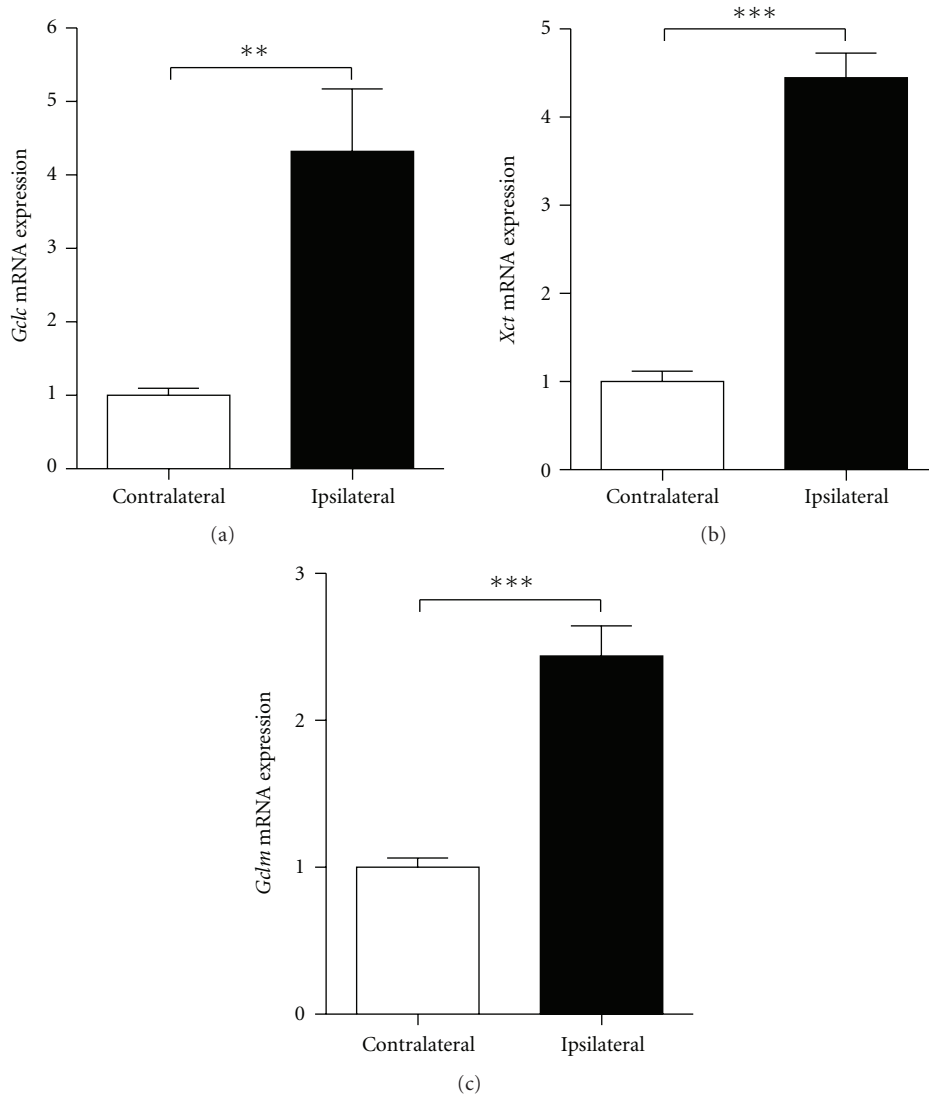 6
5
4
3
2
1
0
Gclc mRNA expression
**
Contralateral
Ipsilateral
(a)
5
4
3
2
1
0
Xct mRNA expression
***
Contralateral
Ipsilateral
(b)
3
2
1
0
Gclm mRNA expression
***
Contralateral
Ipsilateral
(c)